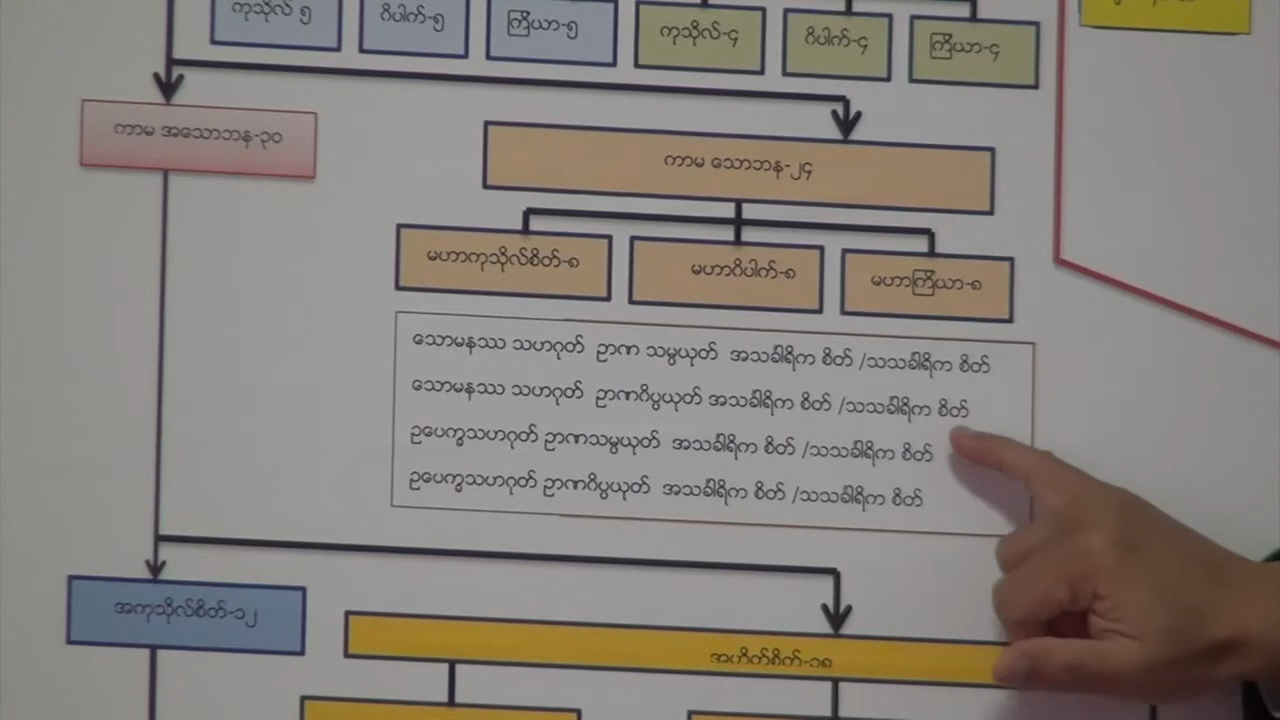 ကုသိုလ် ၅
ဝိပါက်-၅
ကြိယာ-၅
ကုသိုလ်-၄
ဝိပါက်-၄
ကြိယာ-၄
ကာမ အသောဘန-၃၀
ကာမ သောဘန-၂၄
မဟာကုသိုလ်စိတ်-၈
မဟာဝိပါက်-၈
မဟာကြိယာ-၈
သောမနဿ သဟဂုတ် ဉာဏ သမ္ပယုတ် အသင်္ခါရိက စိတ် /သသင်္ခါရိက စိတ်
သောမနဿ သဟဂုတ် ဉာဏဝိပ္ပယုတ် အသင်္ခါရိက စိတ် /သသင်္ခါရိက စိတ်
ဥပေက္ခသဟဂုတ် ဉာဏသမ္ပယုတ် အသင်္ခါရိက စိတ် /သသင်္ခါရိက စိတ်
ဥပေက္ခသဟဂုတ် ဉာဏဝိပ္ပယုတ် အသင်္ခါရိက စိတ် /သသင်္ခါရိက စိတ်
အကုသိုလ်စိတ်-၁၂
အဟိတ်စိတ်-၁၈